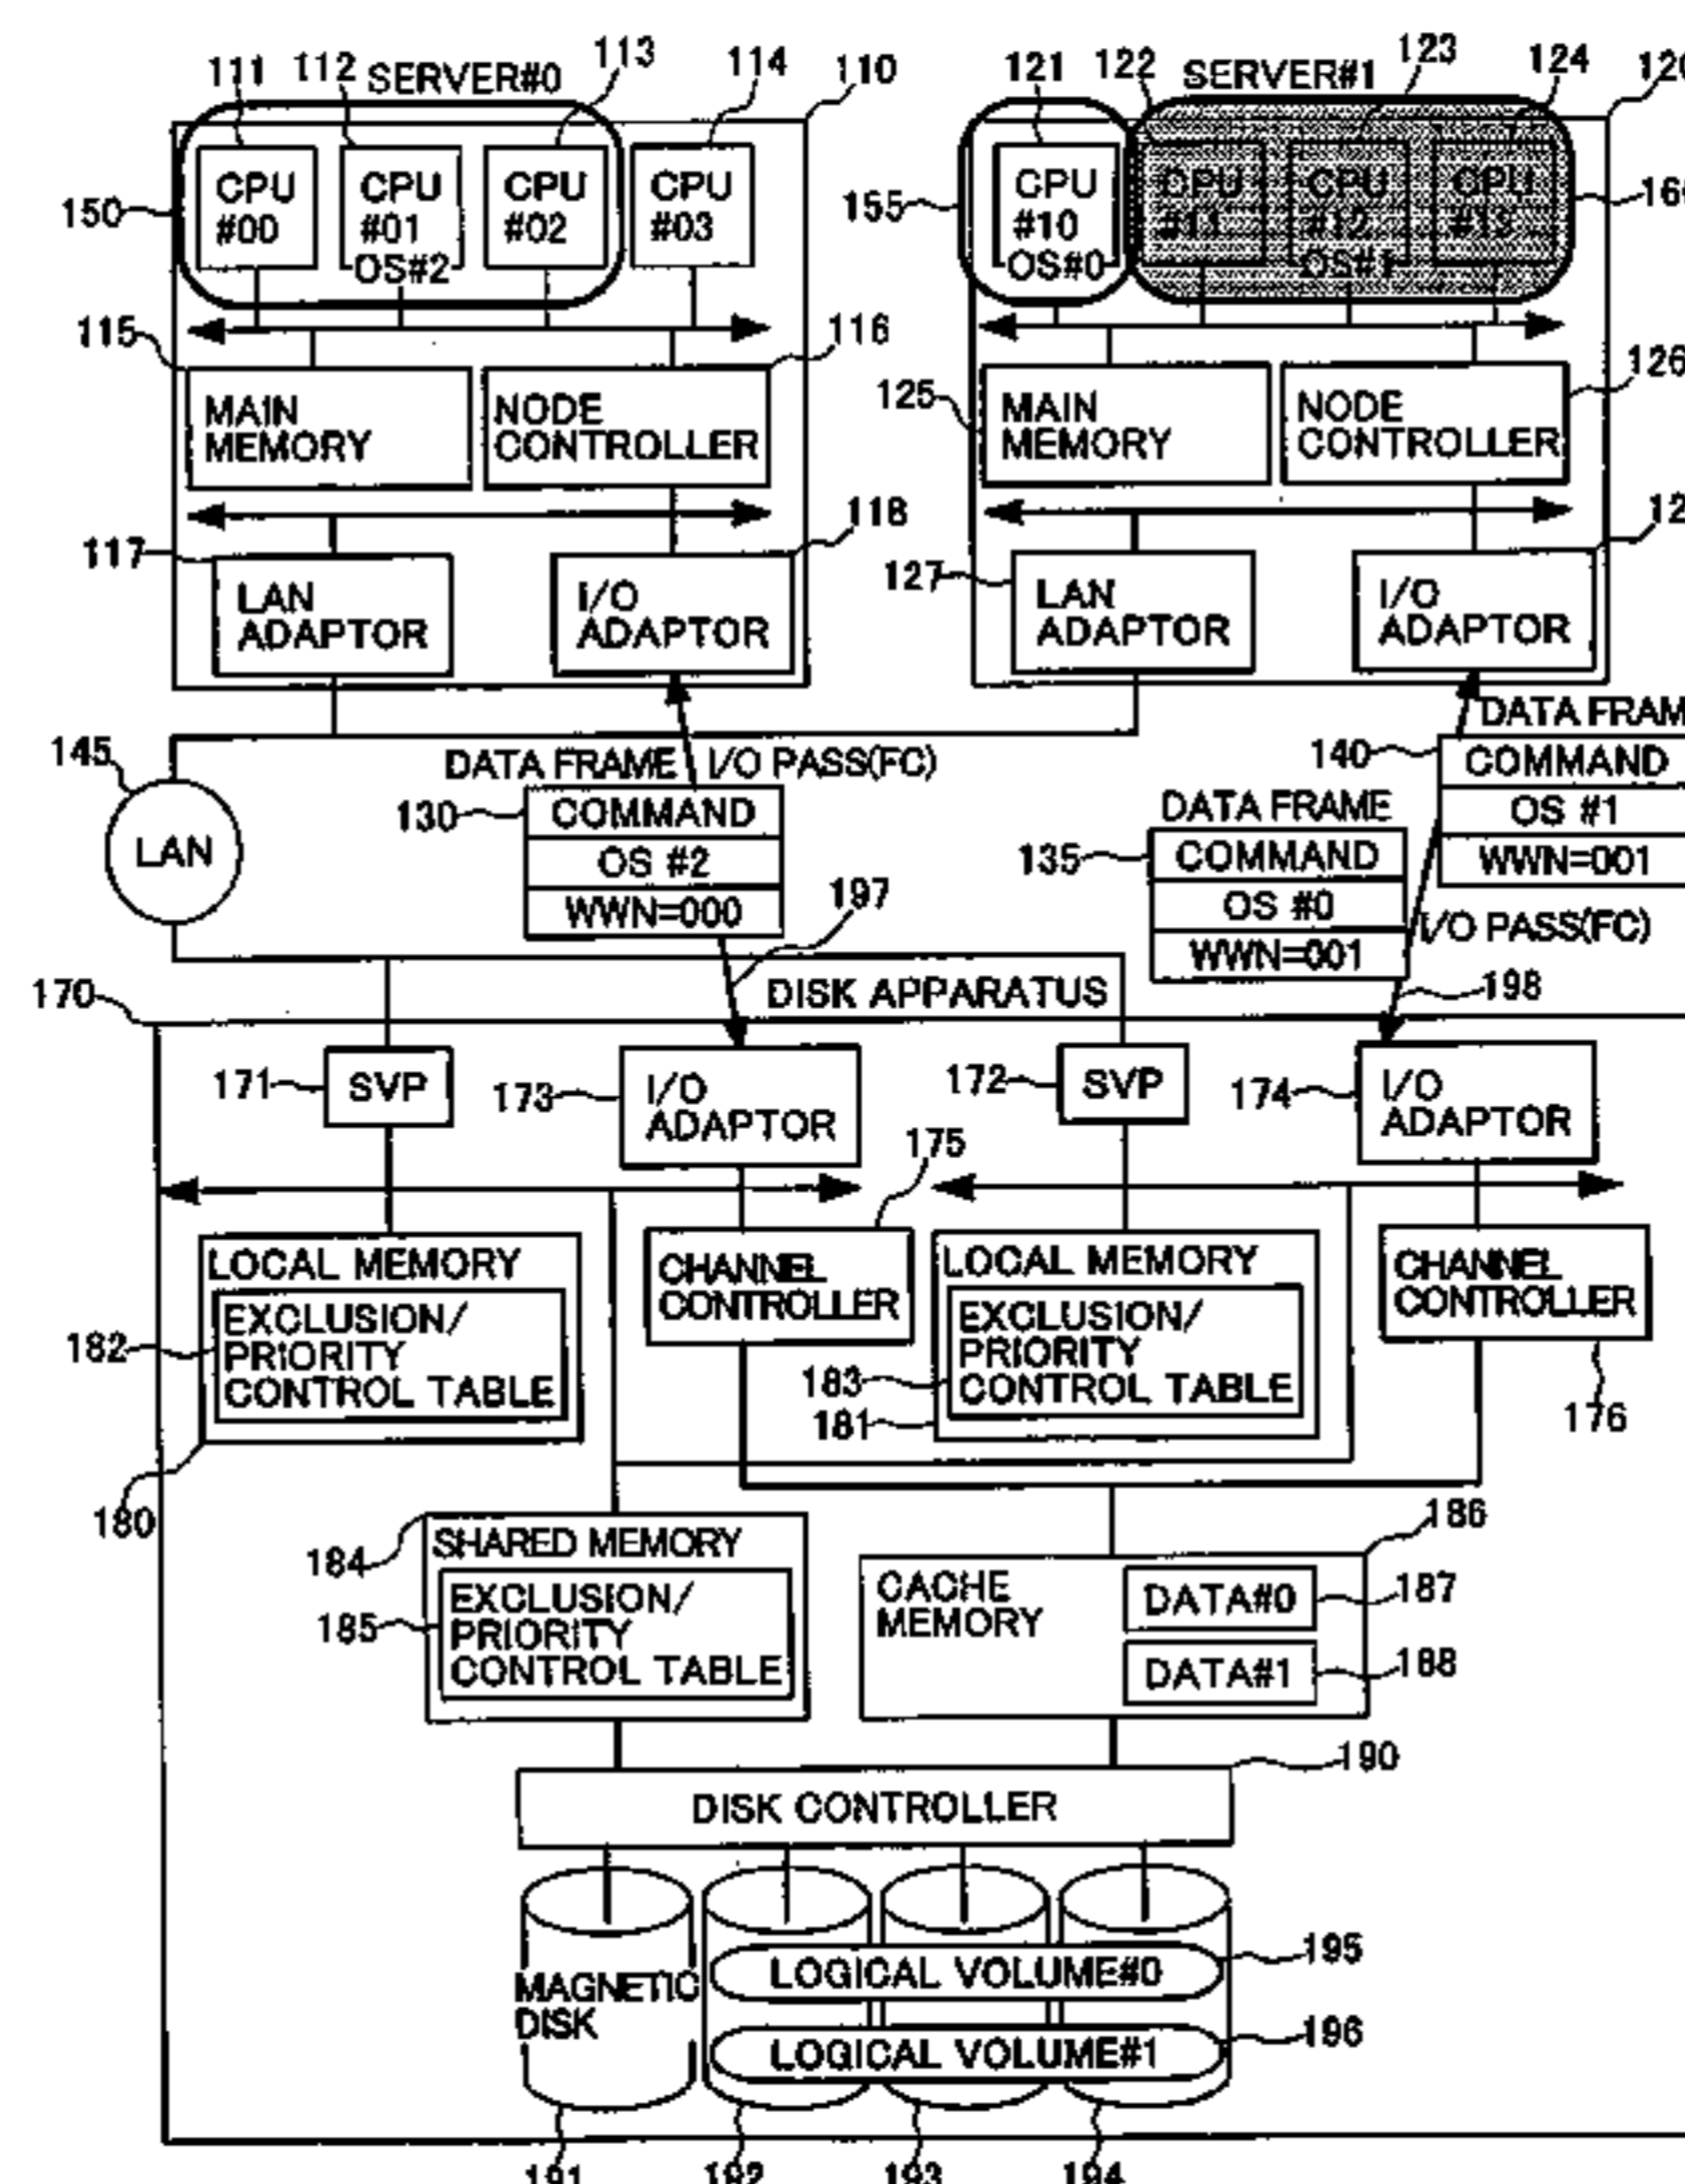 111 112 SERVER#0 113 114 110
121 122 SERVER#1 123 124
150
CPU #00
CPU #01
OS#2
CPU #02
CPU #03
155
CPU #10
OS#0
CPU #11
CPU #12
OS#1
CPU #13
115
116
MAIN
MEMORY
NODE
CONTROLLER
125
126
MAIN
MEMORY
NODE
CONTROLLER
117
118
LAN
ADAPTOR
I/O
ADAPTOR
127
LAN
ADAPTOR
I/O
ADAPTOR
145
LAN
DATA FRAME I/O PASS(FC)
130
COMMAND
OS #2
WWN=000
197
DATA FRAME
135
COMMAND
OS #0
WWN=001
140
COMMAND
OS #1
WWN=001
I/O PASS(FC)
198
170
DISK APPARATUS
171
SVP
173
I/O
ADAPTOR
172
SVP
174
I/O
ADAPTOR
175
LOCAL MEMORY
182
EXCLUSION/
PRIORITY
CONTROL TABLE
180
CHANNEL
CONTROLLER
LOCAL MEMORY
183
EXCLUSION/
PRIORITY
CONTROL TABLE
181
CHANNEL
CONTROLLER
176
184
SHARED MEMORY
185
EXCLUSION/
PRIORITY
CONTROL TABLE
186
CACHE
MEMORY
DATA#0
187
DATA#1
188
190
DISK CONTROLLER
MAGNETIC
DISK
LOGICAL VOLUME#0
195
LOGICAL VOLUME#1
196
191 192 193 194